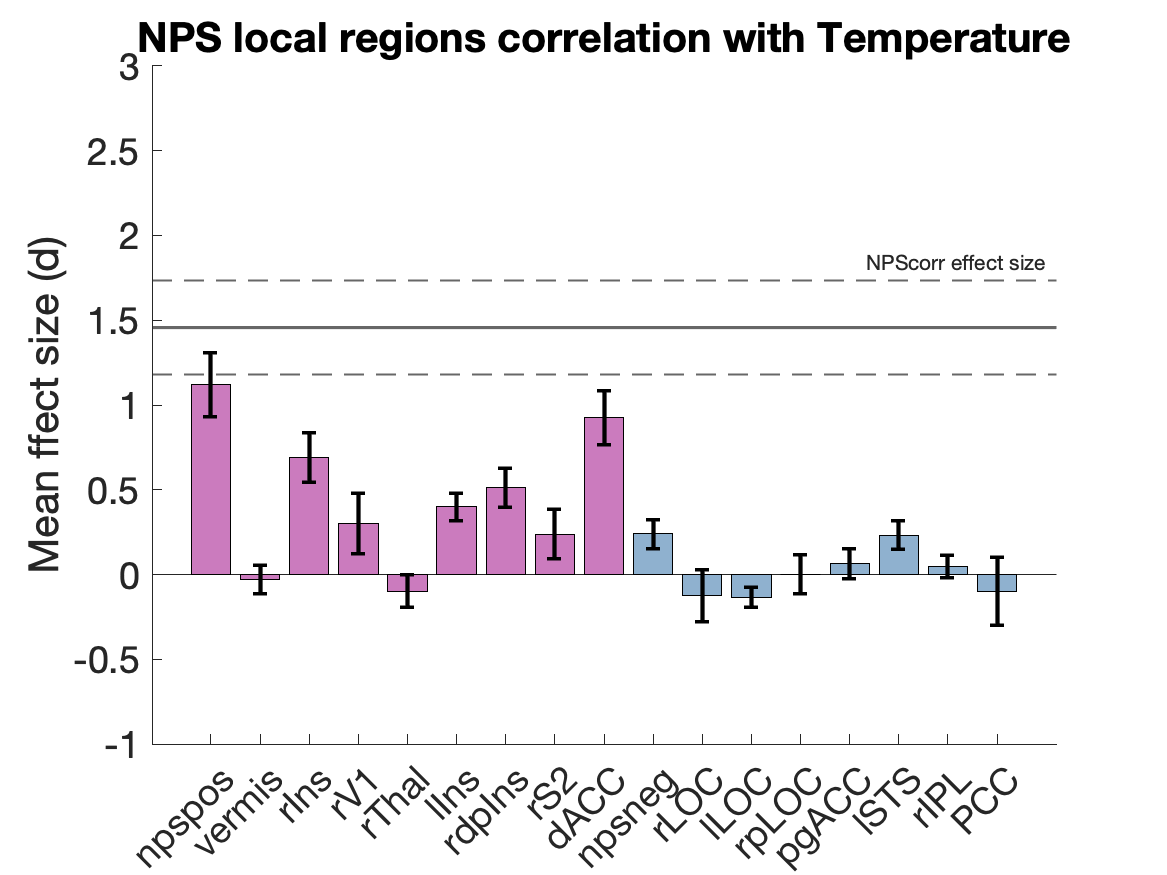 NPS local regions correlation with Temperature
3
2.5
2
1.5
1
0.5
0
-0.5
-1
Mean ffect size (d)
NPScorr effect size
npspos
vermis
rIns
rV1
rThal
lIns
rdpIns
rS2
dACC
npsneg
rLOC
lLOC
rpLOC
pgACC
lSTS
rIPL
PCC